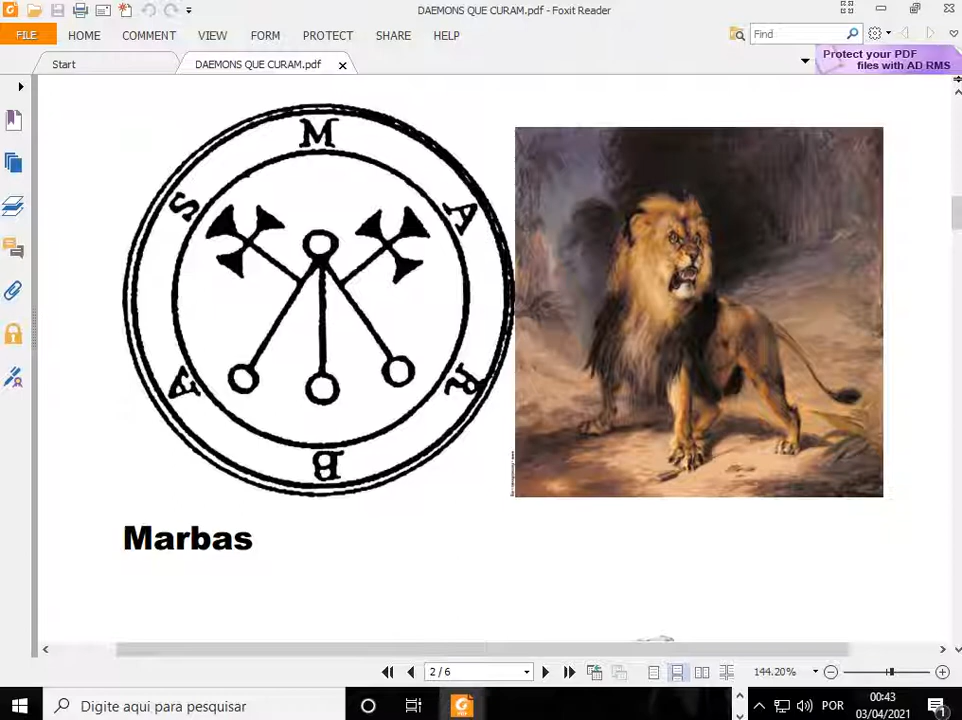 DAEMONS QUE CURAM.pdf - Foxit Reader
FILE HOME COMMENT VIEW FORM PROTECT SHARE HELP
Find
Start
DAEMONS QUE CURAM.pdf
Protect your PDF
files with AD RMS
M
A
R
B
A
S
Marbas
2 / 6
144.20%
Digite aqui para pesquisar
POR
00:43
03/04/2021
1